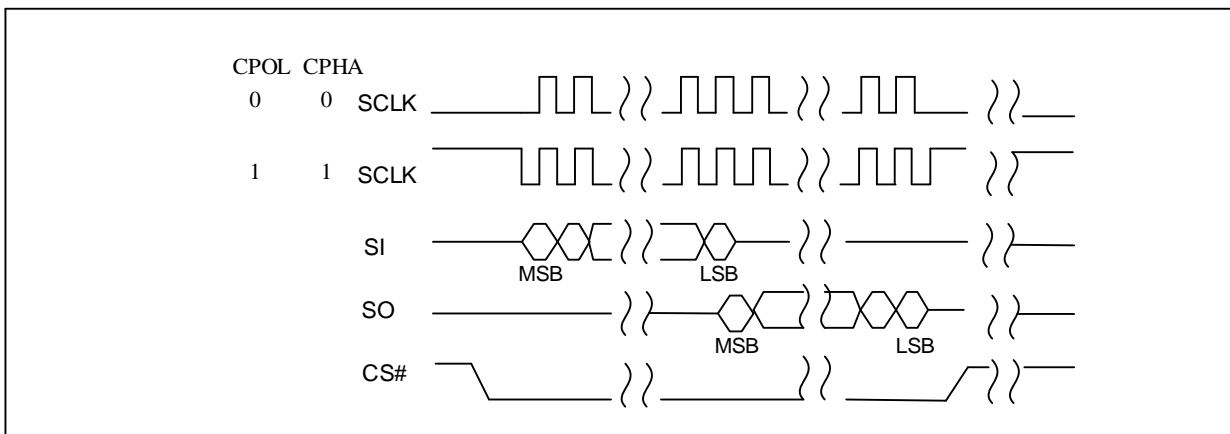 CPOL CPHA
0 0 SCLK
1 1 SCLK
SI
MSB LSB
SO
MSB LSB
CS#